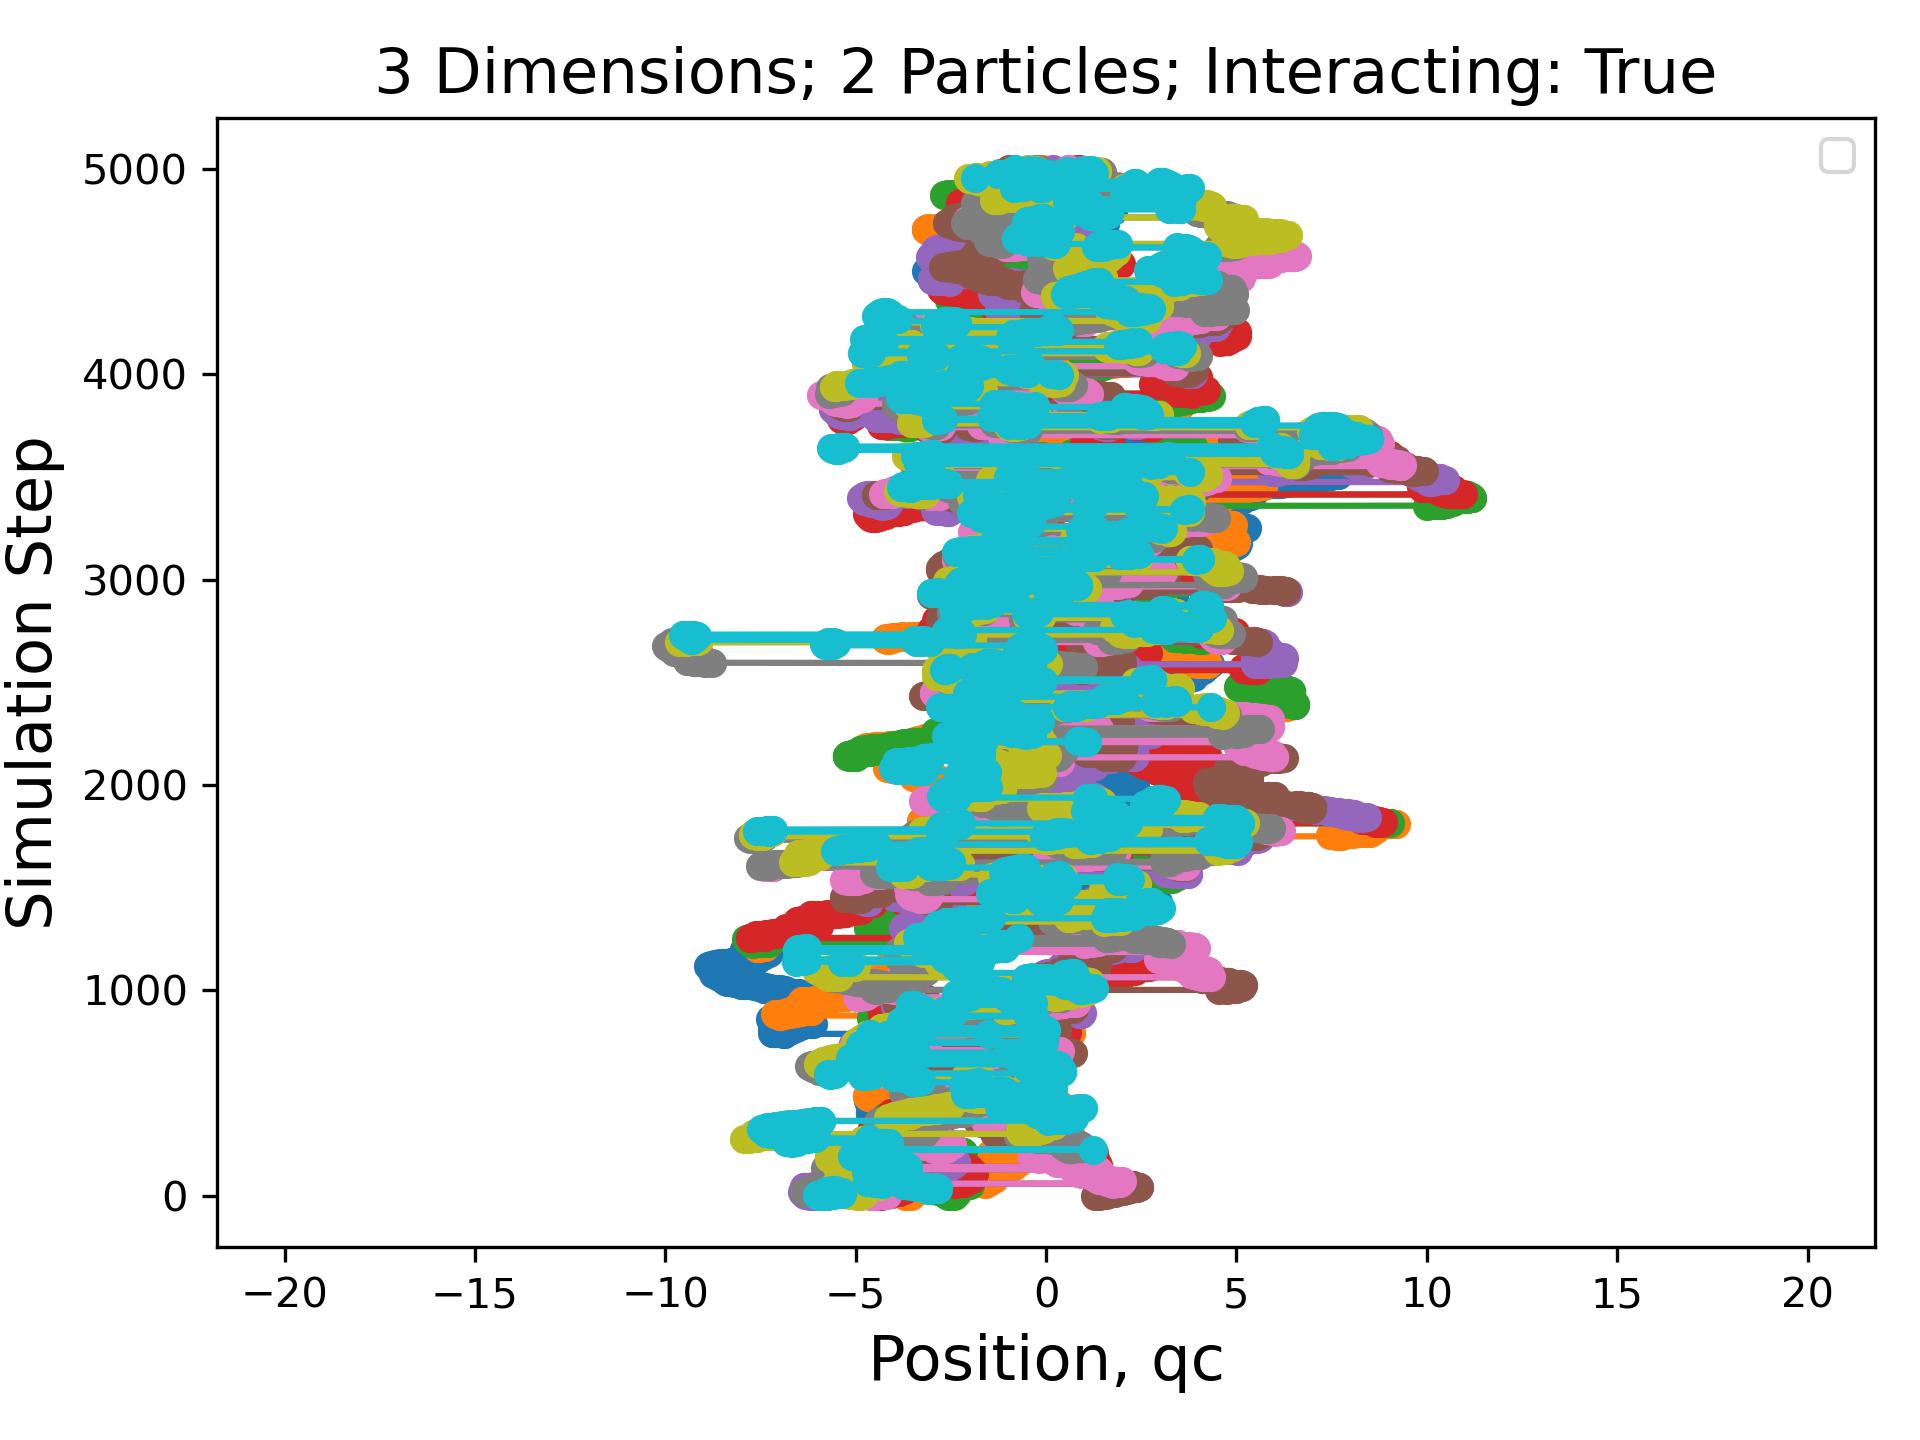 3 Dimensions; 2 Particles; Interacting: True
Simulation Step
5000
4000
3000
2000
1000
0
−20 −15 −10 −5 0 5 10 15 20
Position, qc